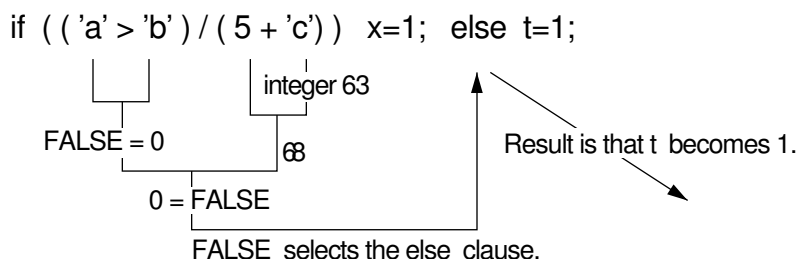 if ( ( 'a' > 'b' ) / ( 5 + 'c' ) ) x=1; else t=1;
integer 63
FALSE = 0
68
Result is that t becomes 1.
0 = FALSE
FALSE selects the else clause.